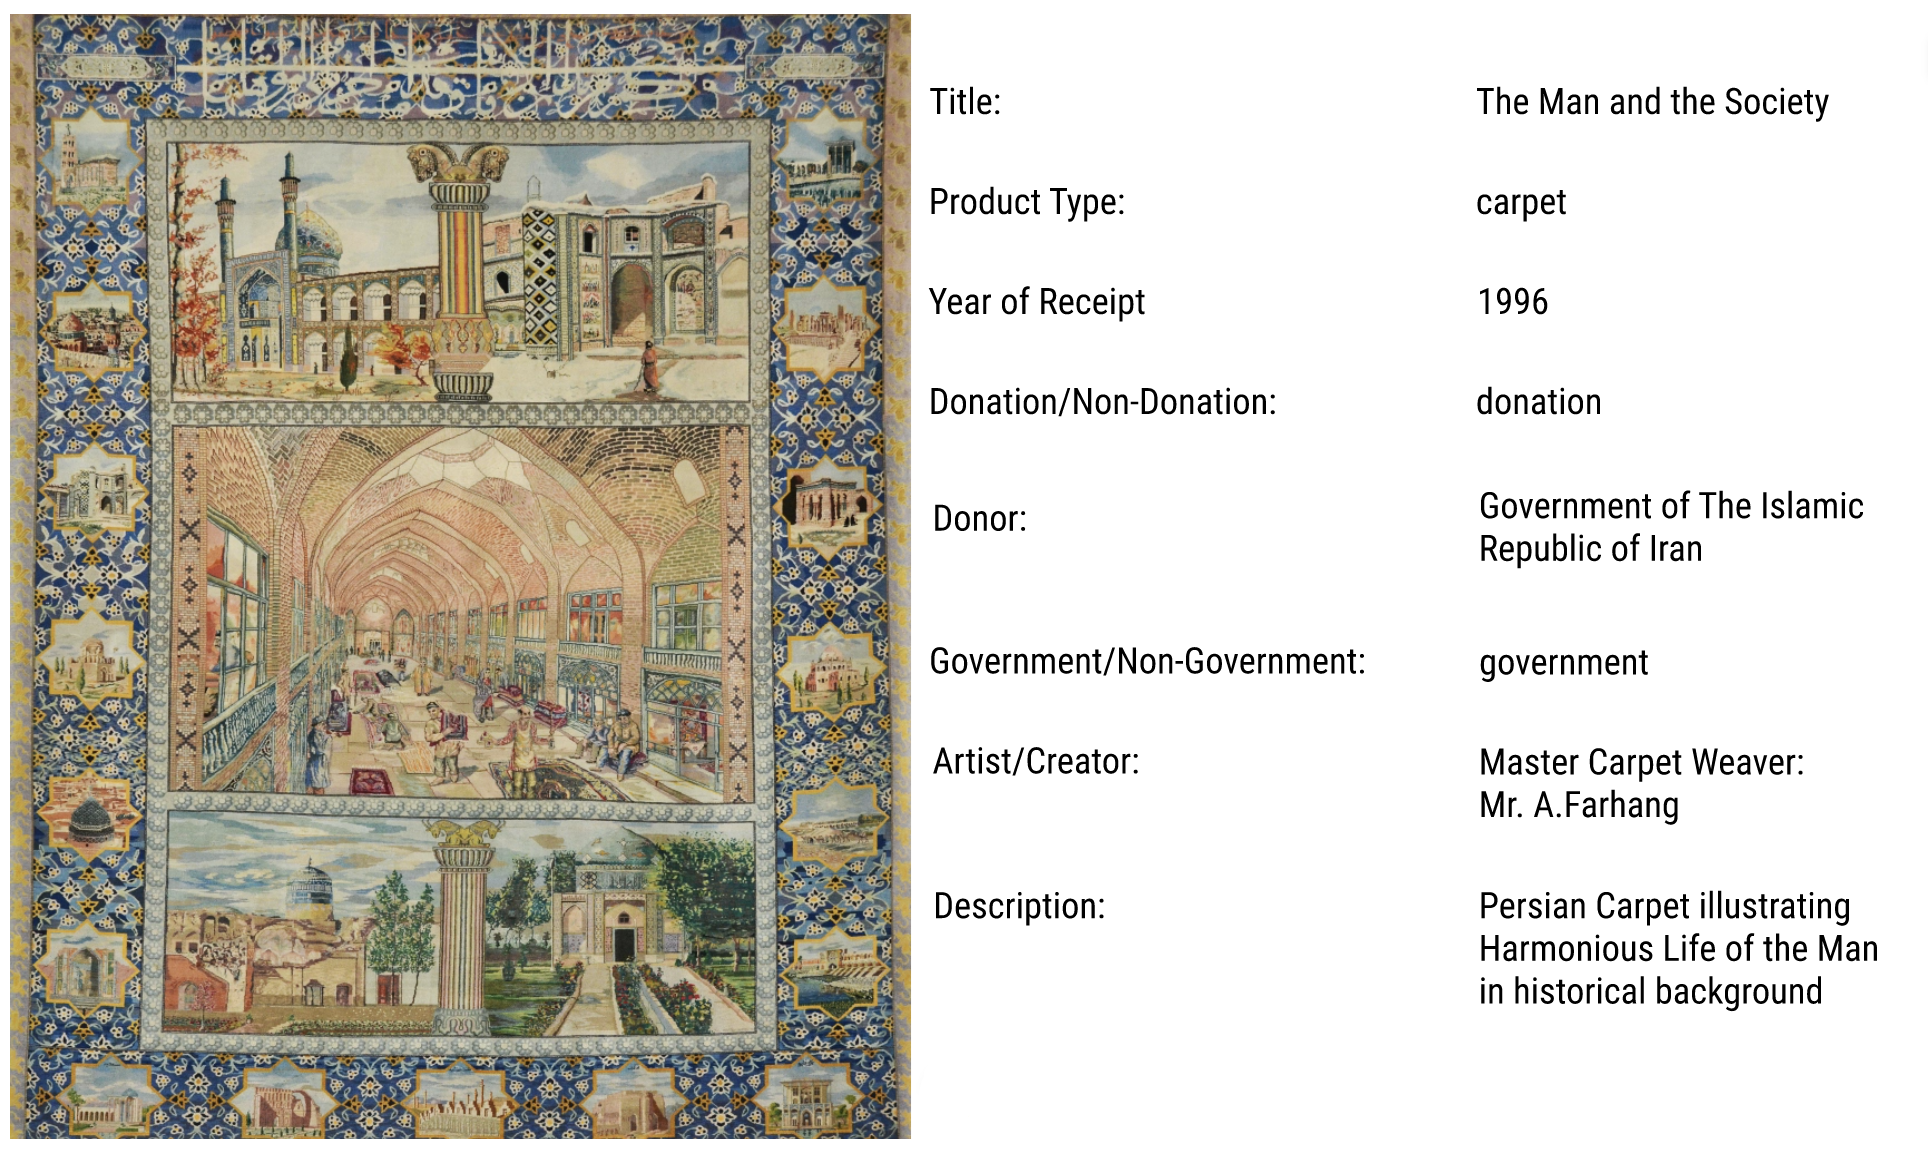 Title: The Man and the Society
Product Type: carpet
Year of Receipt 1996
Donation/Non-Donation: donation
Donor: Government of The Islamic
Republic of Iran
Government/Non-Government: government
Artist/Creator: Master Carpet Weaver:
Mr. A.Farhang
Description: Persian Carpet illustrating
Harmonious Life of the Man
in historical background